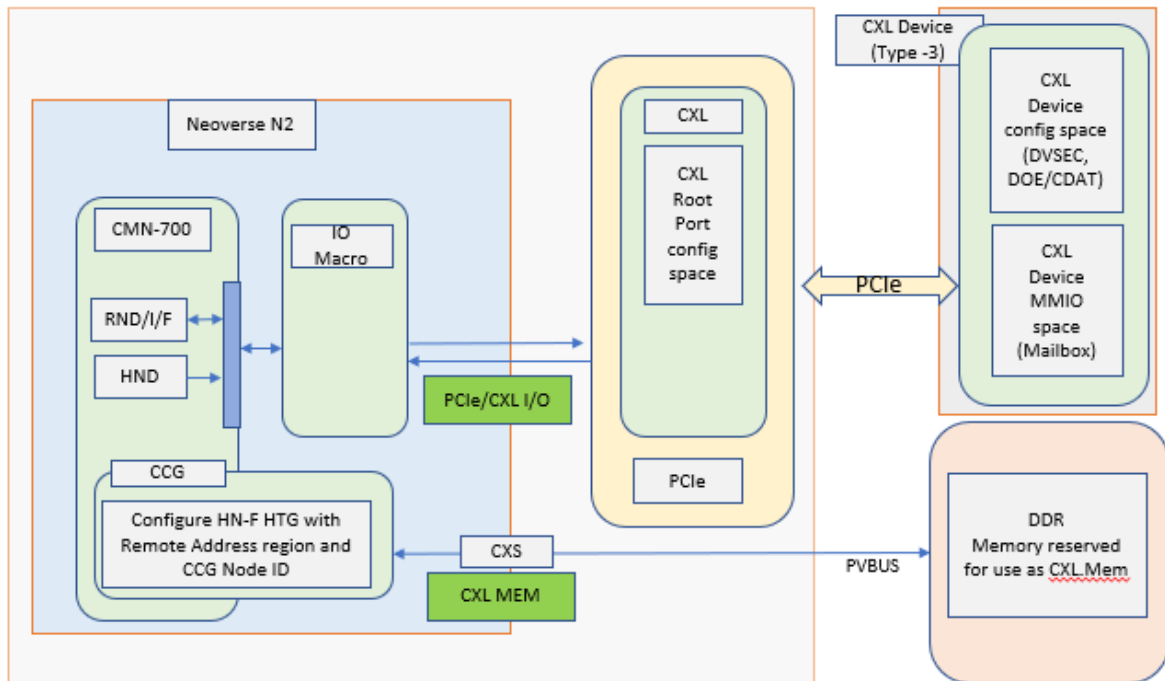 Neoverse N2
CMN-700
RND/I/F
HND
IO
Macro
CCG
Configure HN-F HTG with
Remote Address region and
CCG Node ID
PCIe/CXL I/O
CXS
CXL MEM
CXL
CXL
Root
Port
config
space
PCIe
PCIe
CXL Device
(Type -3)
CXL
Device
config space
(DVSEC,
DOE/CDAT)
CXL
Device
MMIO
space
(Mailbox)
PVBUS
DDR
Memory reserved
for use as CXL.Mem